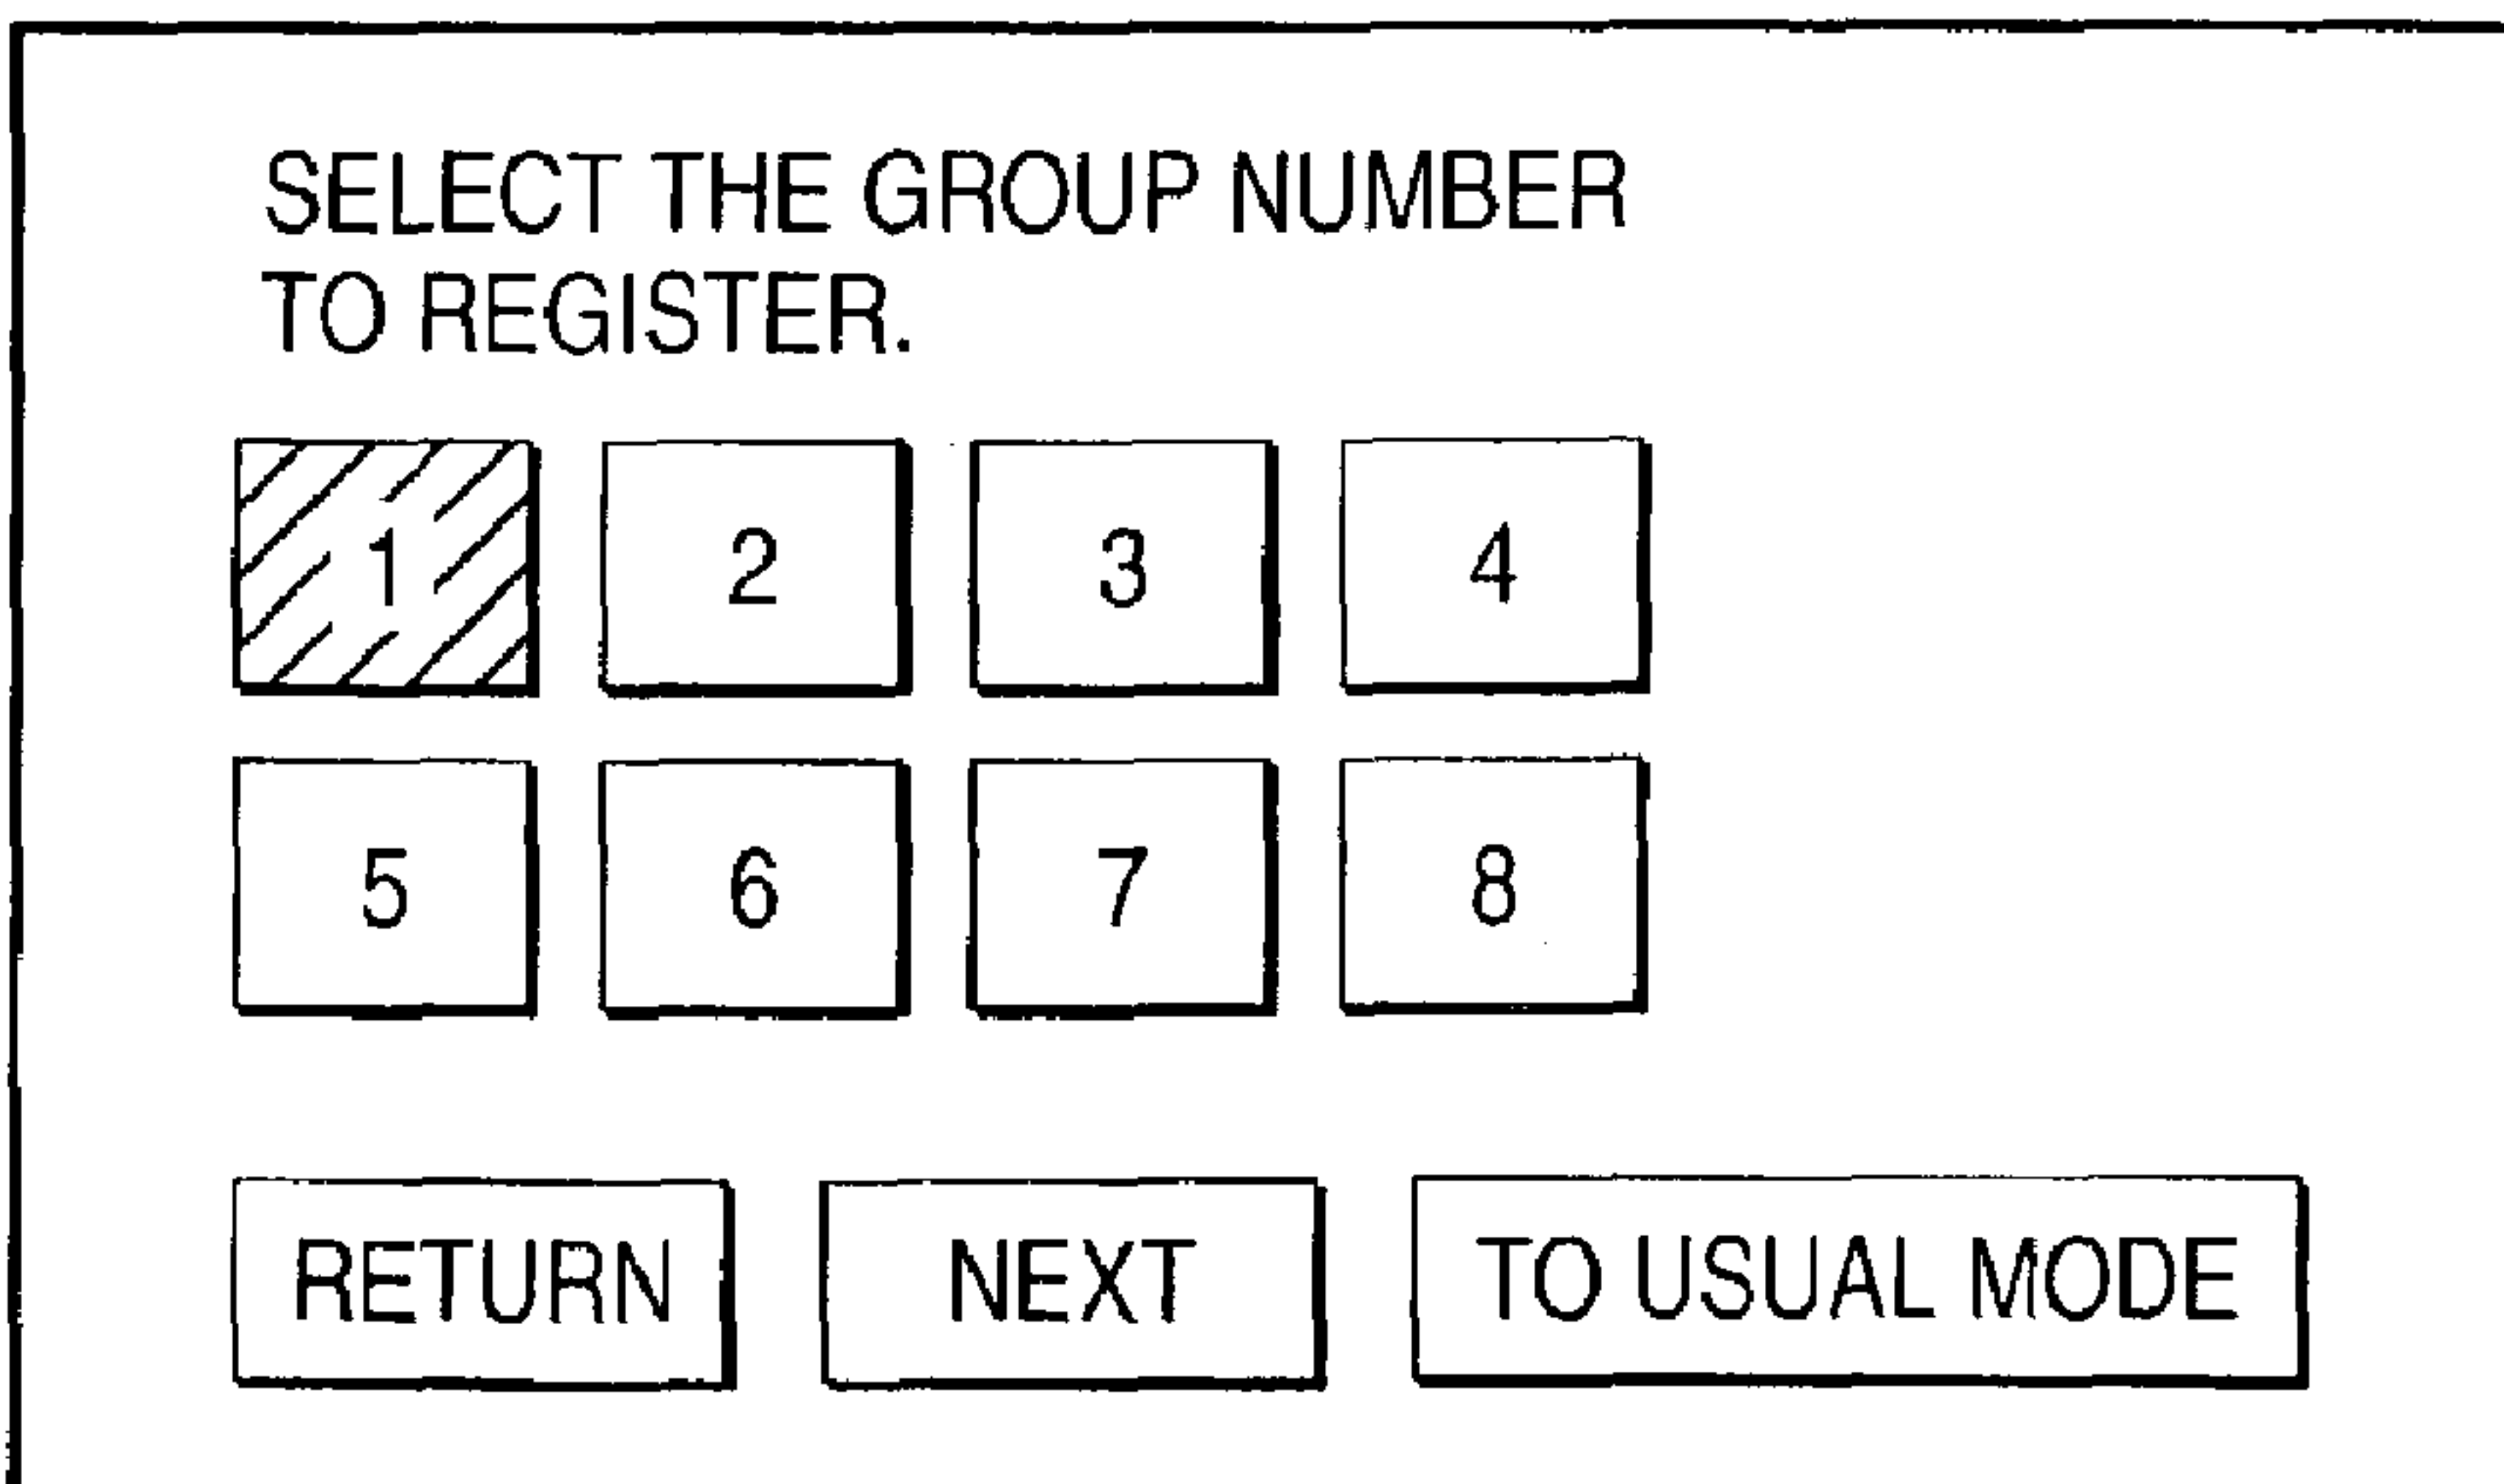 SELECT THE GROUP NUMBER
TO REGISTER.
1 2 3 4
5 6 7 8
RETURN NEXT TO USUAL MODE